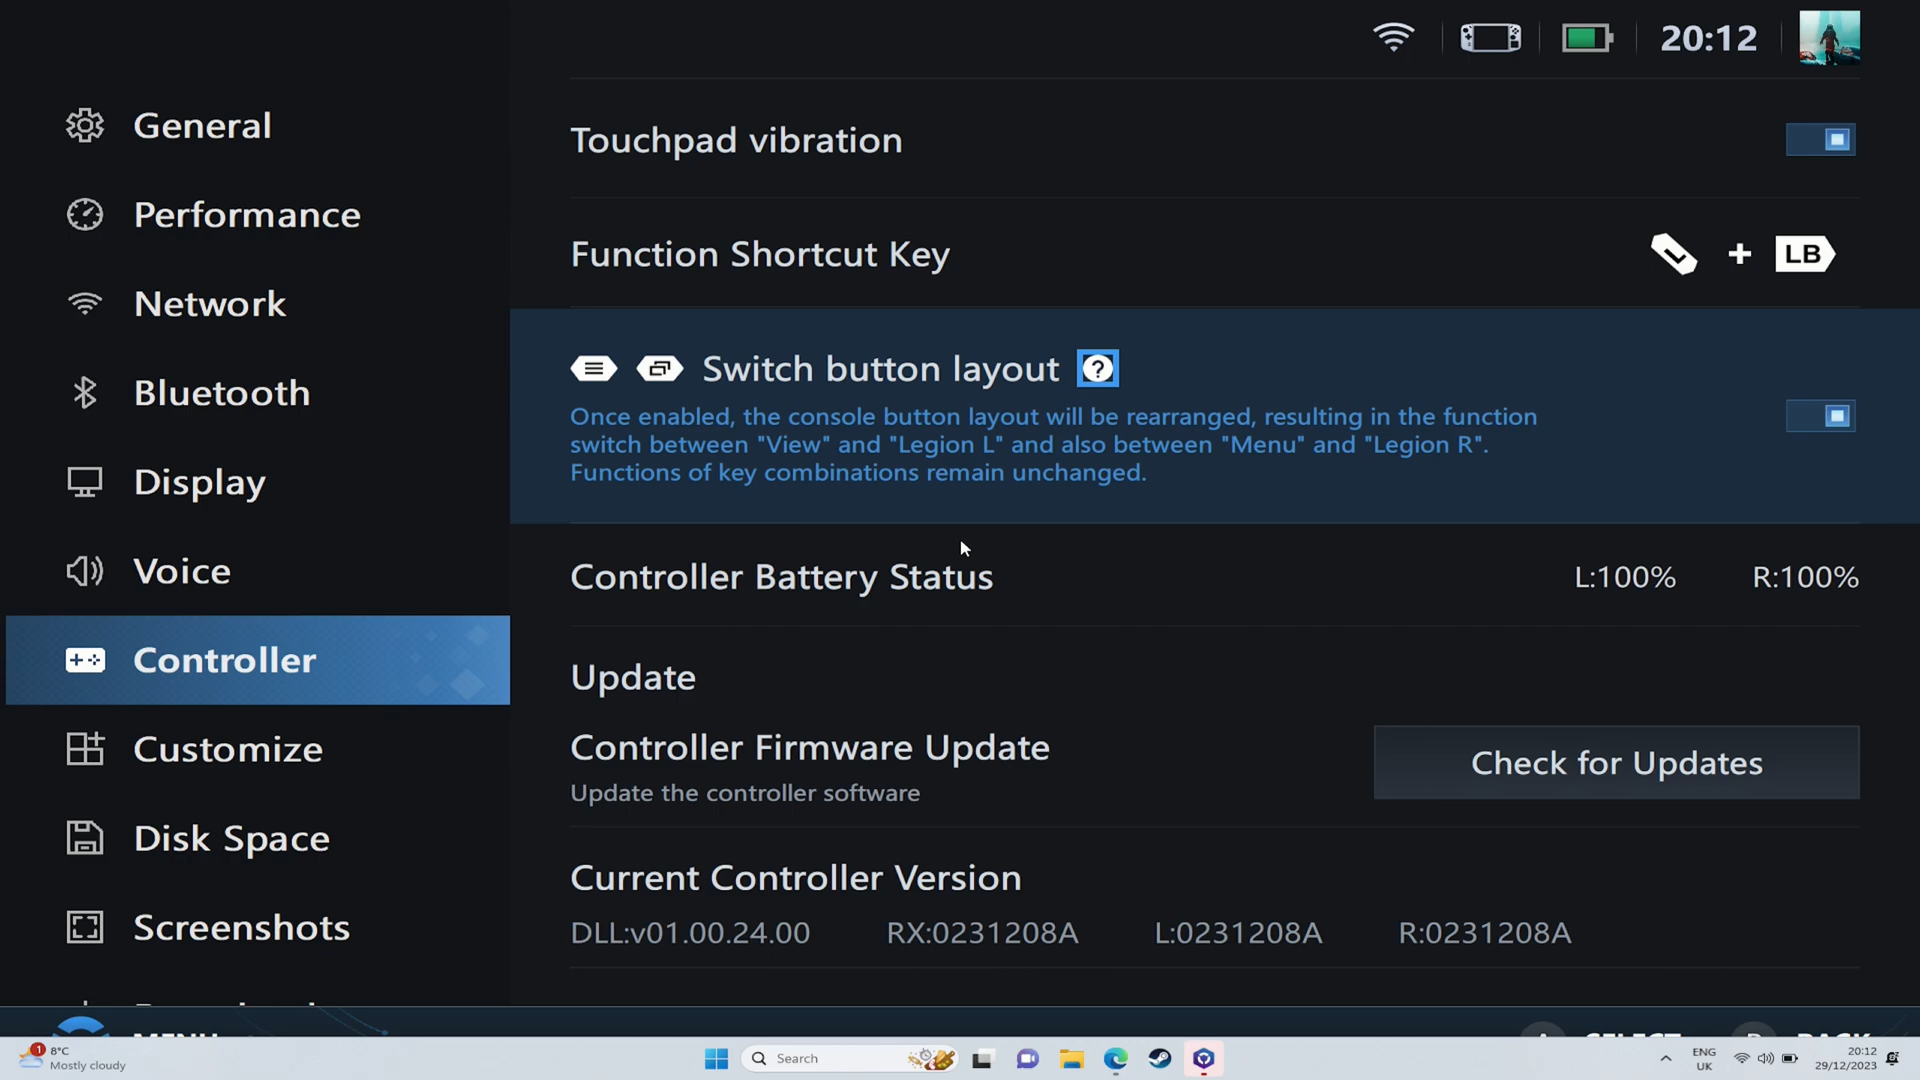 20:12
General
Performance
Network
Bluetooth
Display
Voice
Controller
Customize
Disk Space
Screenshots
Touchpad vibration
Function Shortcut Key
+ LB
Switch button layout ?
Once enabled, the console button layout will be rearranged, resulting in the function
switch between "View" and "Legion L" and also between "Menu" and "Legion R".
Functions of key combinations remain unchanged.
Controller Battery Status
L:100% R:100%
Update
Controller Firmware Update
Update the controller software
Check for Updates
Current Controller Version
DLL:v01.00.24.00 RX:0231208A L:0231208A R:0231208A
MENU
SELECT
BACK
1
8°C
Mostly cloudy
Search
ENG
UK
20:12
29/12/2023